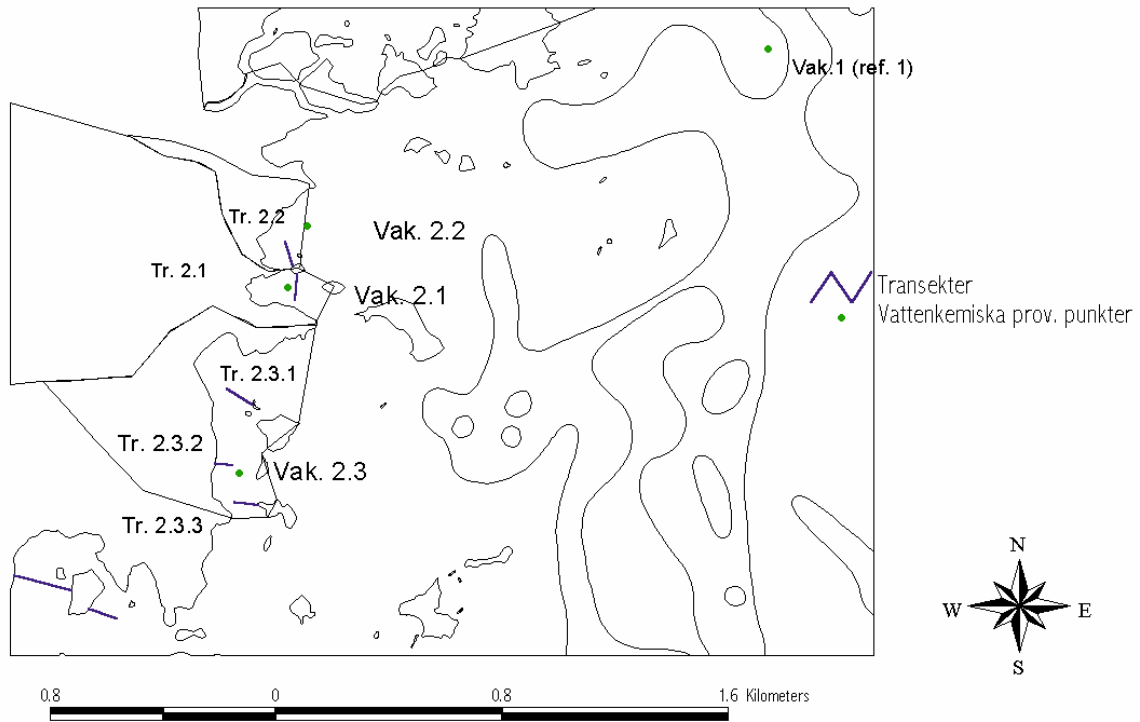 Vak.1 (ref. 1)
Tr. 2.2
Vak. 2.2
Tr. 2.1
Vak. 2.1
Transekter
Vattenkemiska prov. punkter
Tr. 2.3.1
Tr. 2.3.2
Vak. 2.3
Tr. 2.3.3
N
W
E
S
0.8 0 0.8 1.6 Kilometers